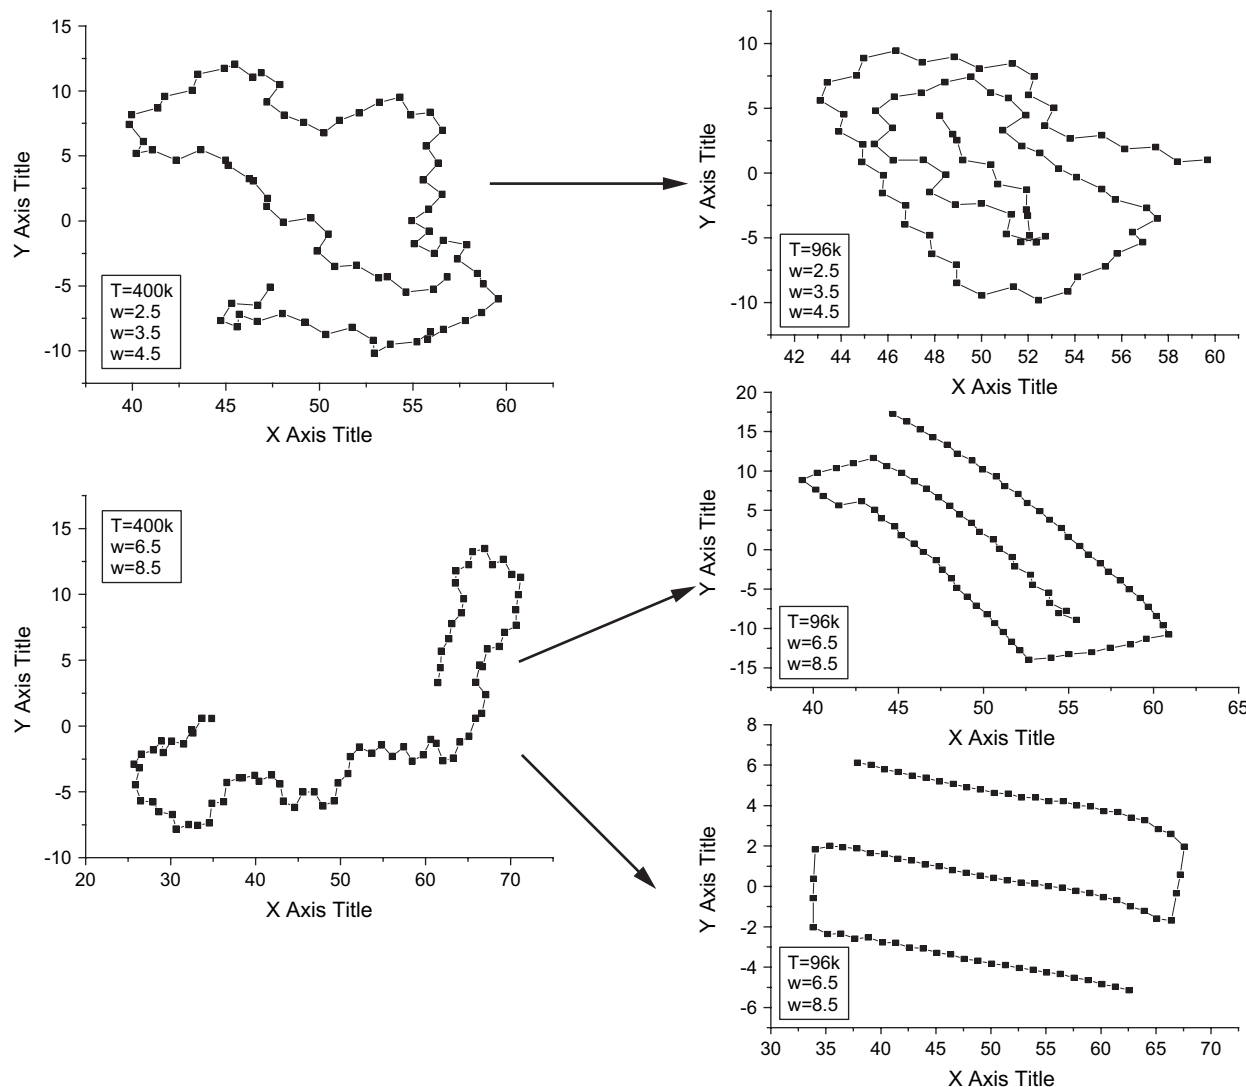 15
10
5
0
-5
-10
Y Axis Title
T=400k
w=2.5
w=3.5
w=4.5
40
45
50
55
60
X Axis Title
10
5
0
-5
-10
Y Axis Title
T=96k
w=2.5
w=3.5
w=4.5
42
44
46
48
50
52
54
56
58
60
X Axis Title
20
15
10
5
0
-5
-10
-15
Y Axis Title
T=96k
w=6.5
w=8.5
40
45
50
55
60
65
X Axis Title
15
10
5
0
-5
-10
Y Axis Title
T=400k
w=6.5
w=8.5
20
30
40
50
60
70
X Axis Title
8
6
4
2
0
-2
-4
-6
Y Axis Title
T=96k
w=6.5
w=8.5
30
35
40
45
50
55
60
65
70
X Axis Title